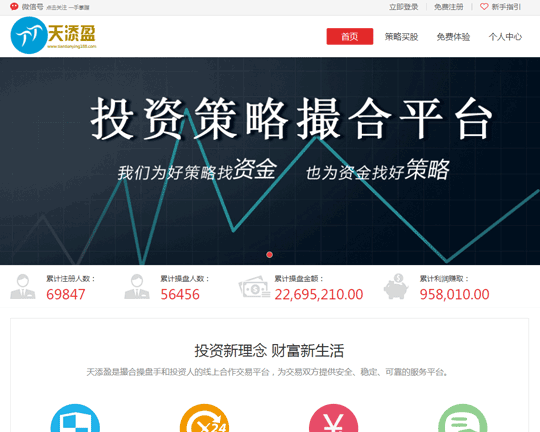 微信号 点击关注 一手掌握
立即登录 免费注册 新手指引
天添盈
首页 策略买股 免费体验 个人中心
投资策略撮合平台
我们为好策略找资金 也为资金找好策略
累计注册人数： 累计操盘人数： 累计操盘金额： 累计利润赚取：
69847 56456 22,695,210.00 958,010.00
投资新理念 财富新生活
天添盈是撮合操盘手和投资人的线上合作交易平台，为交易双方提供安全、稳定、可靠的服务平台。
X24
¥